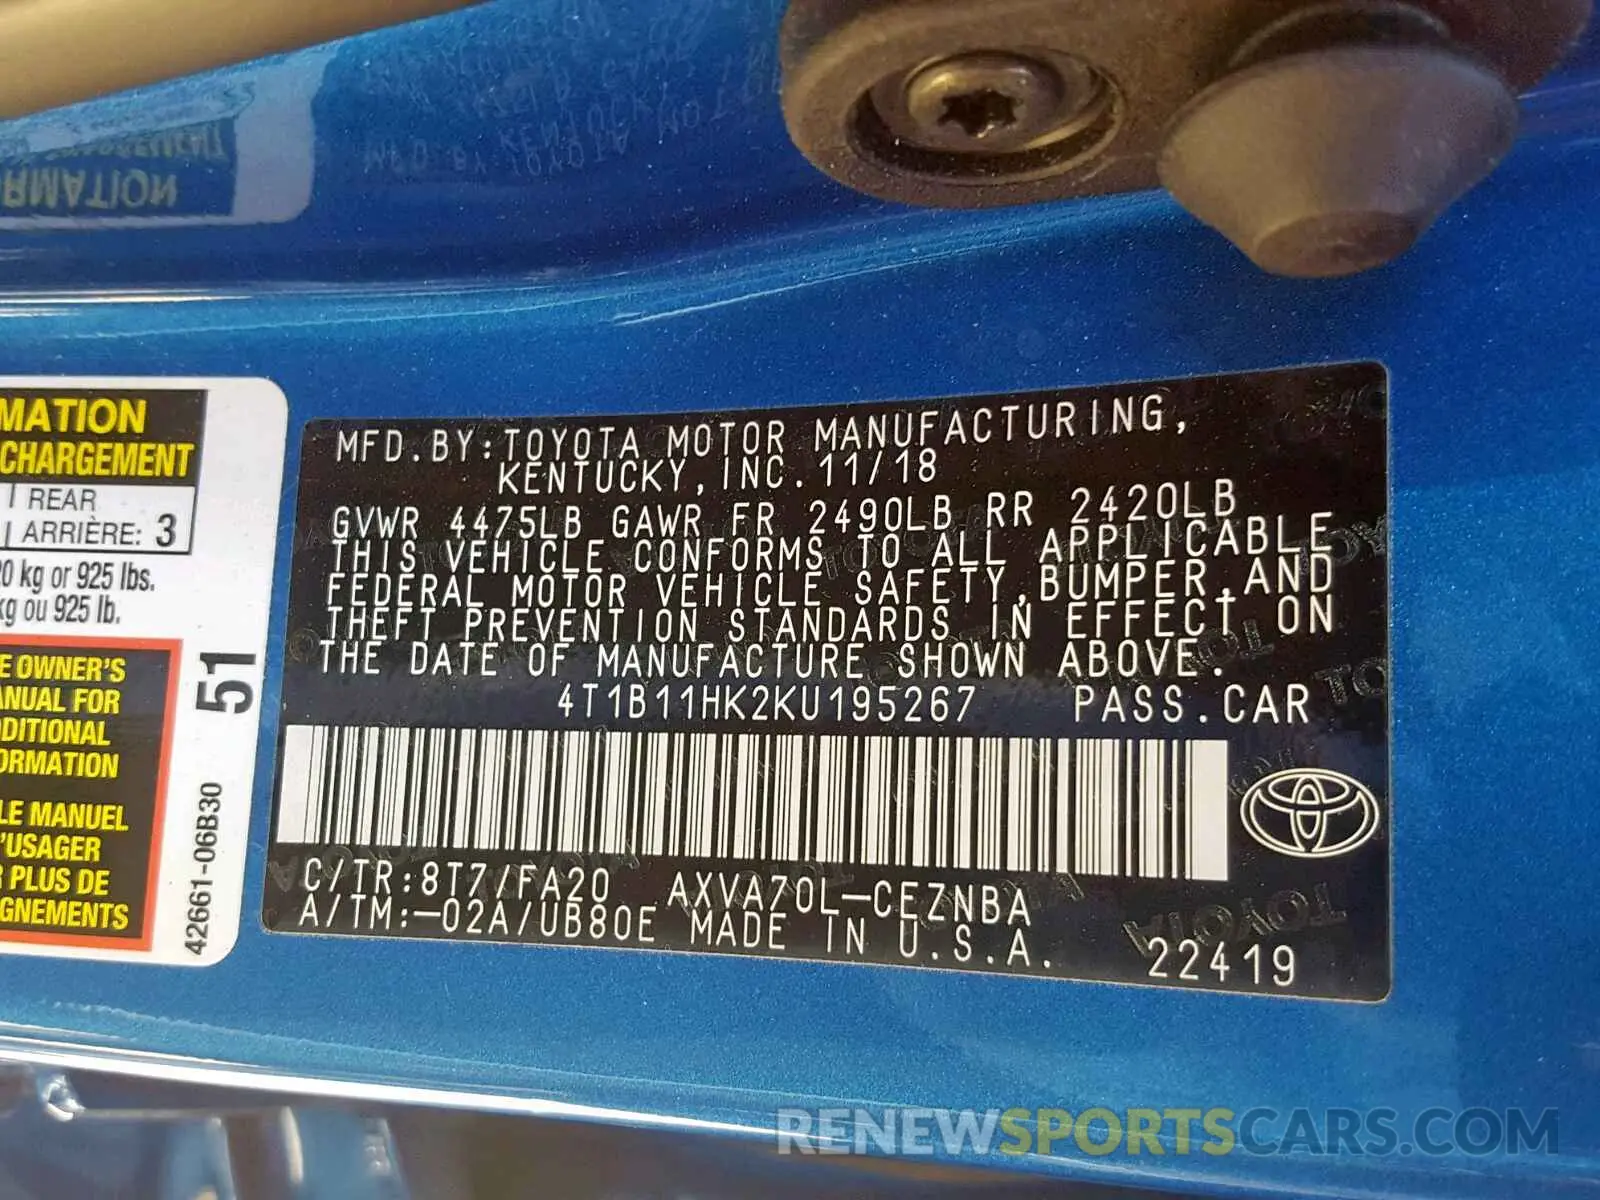 MATION
CHARGEMENT
REAR
ARRIÈRE: 3
0 kg or 925 lbs.
kg ou 925 lb.
E OWNER'S
ANUAL FOR
DDITIONAL
ORMATION
LE MANUEL
'USAGER
R PLUS DE
GNEMENTS
51
42661-06B30
MFD.BY:TOYOTA MOTOR MANUFACTURING,
KENTUCKY,INC.11/18
GVWR 4475LB GAWR FR 2490LB RR 2420LB
THIS VEHICLE CONFORMS TO ALL APPLICABLE
FEDERAL MOTOR VEHICLE SAFETY,BUMPER,AND
THEFT PREVENTION STANDARDS IN EFFECT ON
THE DATE OF MANUFACTURE SHOWN ABOVE.
4T1B11HK2KU195267 PASS.CAR
C/TR:8T7/FA20 AXVA70L-CEZNBA
A/TM:-02A/UB80E MADE IN U.S.A.
22419
RENEWSPORTSCARS.COM